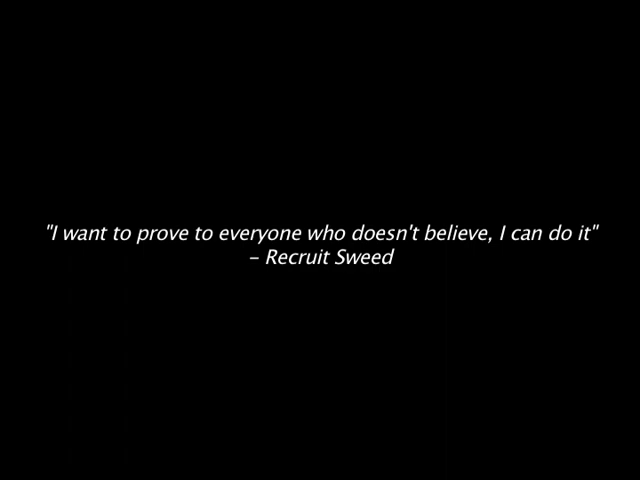 "I want to prove to everyone who doesn't believe, I can do it"
– Recruit Sweed